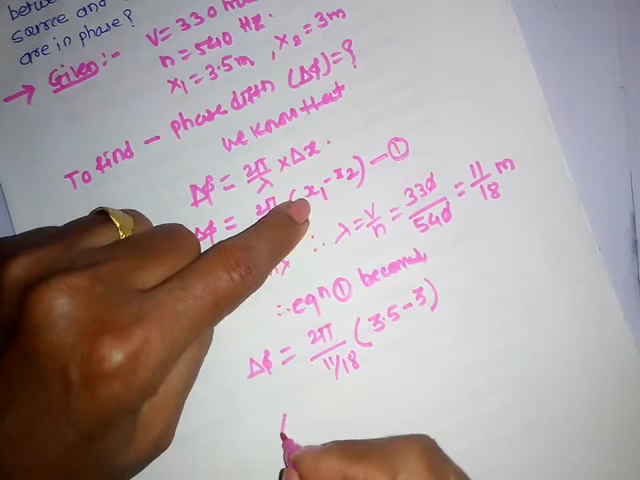 between
source and
are in phase?
→ Given:- V = 330 m
n = 540 Hz.
x₁ = 3.5m, x₂ = 3m
To find - phase diffn (Δϕ) = ?
We know that
Δϕ = 2π/λ × Δx.
Δϕ = 2π (x₁ - x₂) - ①
∴ λ = V/n = 330/540 = 11/18 m
∴ eqn ① becomes
Δϕ = 2π/11/18 (3.5 - 3)